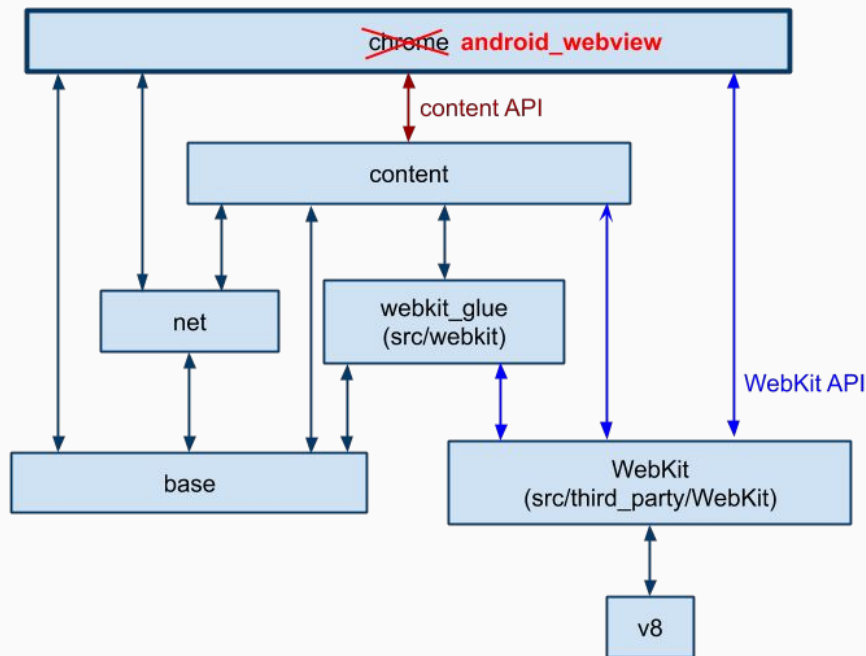 chrome android_webview
content API
content
net
webkit_glue
(src/webkit)
WebKit API
base
WebKit
(src/third_party/WebKit)
v8